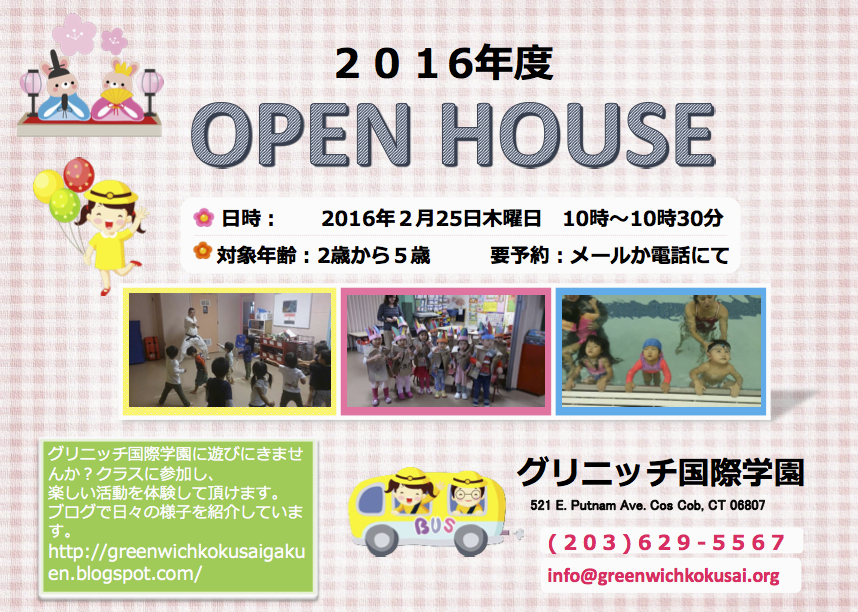 ２０１６年度
OPEN HOUSE
日時： 2016年２月25日木曜日 10時〜10時30分
対象年齢：2歳から５歳 要予約：メールか電話にて
グリニッチ国際学園に遊びにきませ
んか？クラスに参加し、
楽しい活動を体験して頂けます。
ブログで日々の様子を紹介していま
す。
http://greenwichkokusaigaku
en.blogspot.com/
BUS
グリニッチ国際学園
521 E. Putnam Ave. Cos Cob, CT 06807
(203)629-5567
info@greenwichkokusai.org